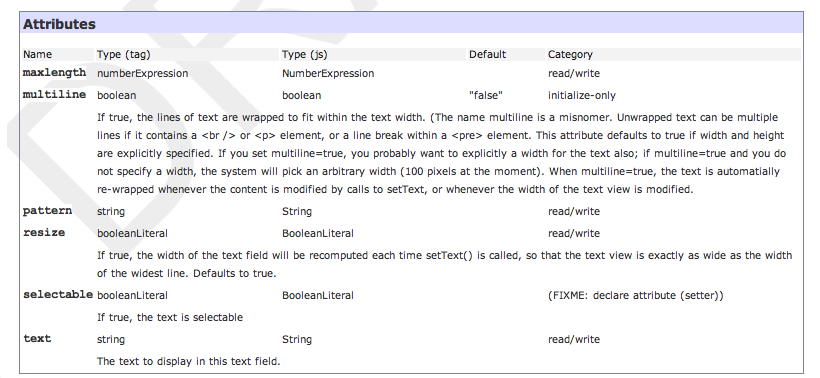 Attributes
Name Type (tag) Type (js) Default Category
maxlength numberExpression NumberExpression read/write
multiline boolean boolean "false" initialize-only
If true, the lines of text are wrapped to fit within the text width. (The name multiline is a misnomer. Unwrapped text can be multiple
lines if it contains a <br /> or <p> element, or a line break within a <pre> element. This attribute defaults to true if width and height
are explicitly specified. If you set multiline=true, you probably want to explicitly a width for the text also; if multiline=true and you do
not specify a width, the system will pick an arbitrary width (100 pixels at the moment). When multiline=true, the text is automatially
re-wrapped whenever the content is modified by calls to setText, or whenever the width of the text view is modified.
pattern string String read/write
resize booleanLiteral BooleanLiteral read/write
If true, the width of the text field will be recomputed each time setText() is called, so that the text view is exactly as wide as the width
of the widest line. Defaults to true.
selectable booleanLiteral BooleanLiteral (FIXME: declare attribute (setter))
If true, the text is selectable
text string String read/write
The text to display in this text field.